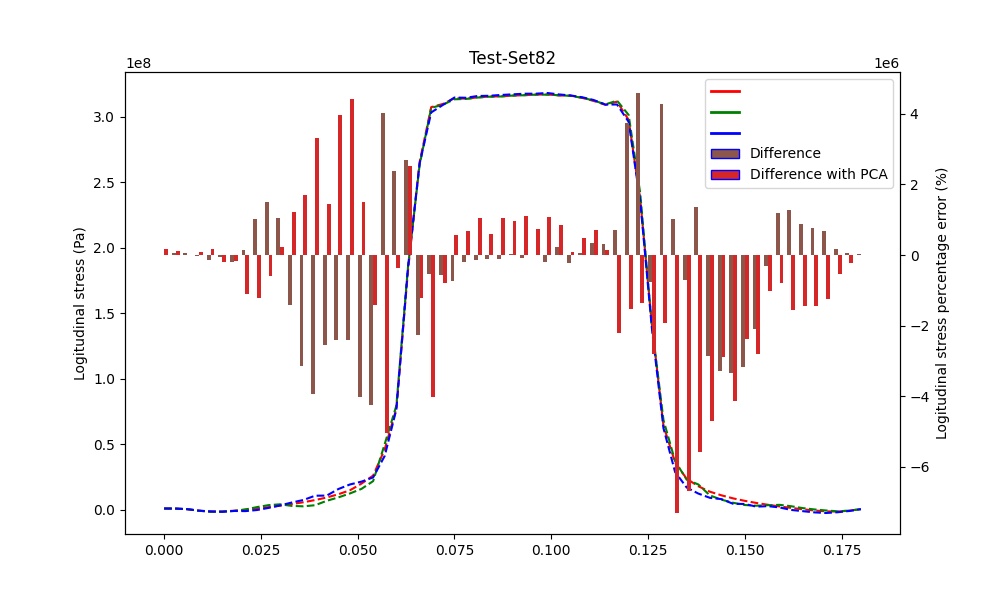 Test-Set82
1e8
1e6
3.0
2.5
2.0
1.5
1.0
0.5
0.0
Logitudinal stress (Pa)
Difference
Difference with PCA
4
2
0
−2
−4
−6
Logitudinal stress percentage error (%)
0.000 0.025 0.050 0.075 0.100 0.125 0.150 0.175